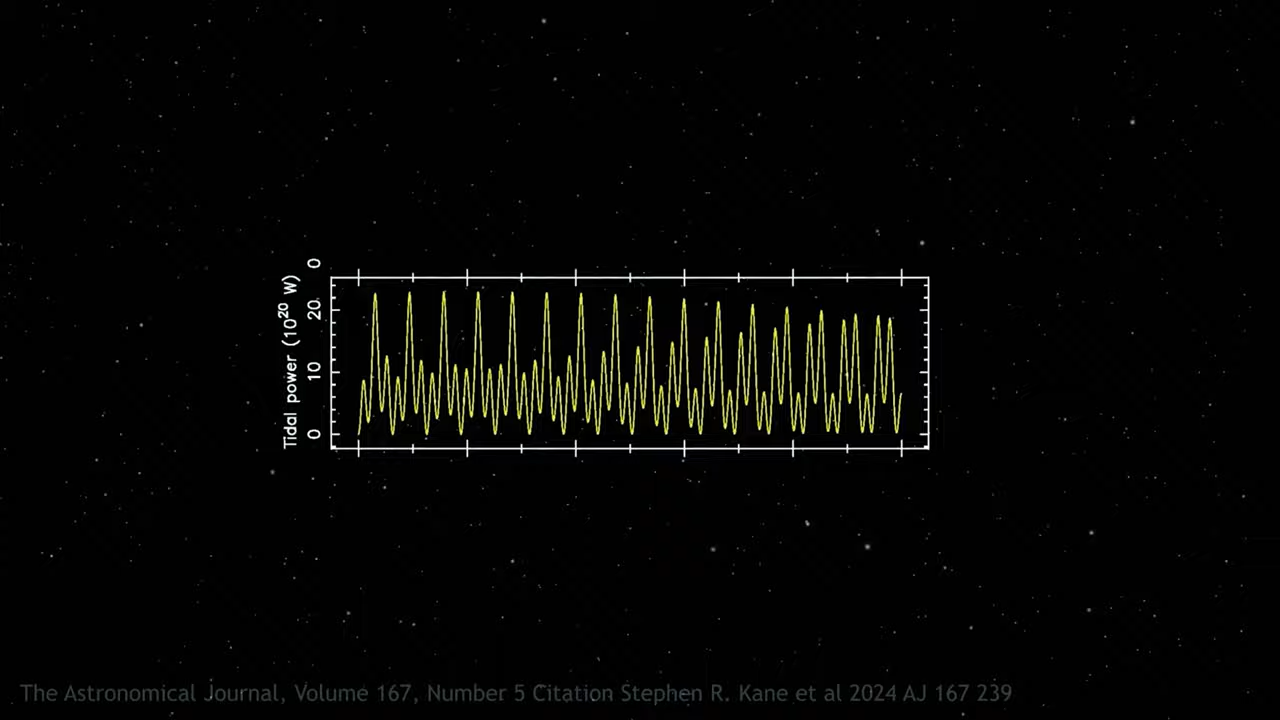 0
20
10
0
Tidal power (10²⁰ W)
The Astronomical Journal, Volume 167, Number 5 Citation Stephen R. Kane et al 2024 AJ 167 239